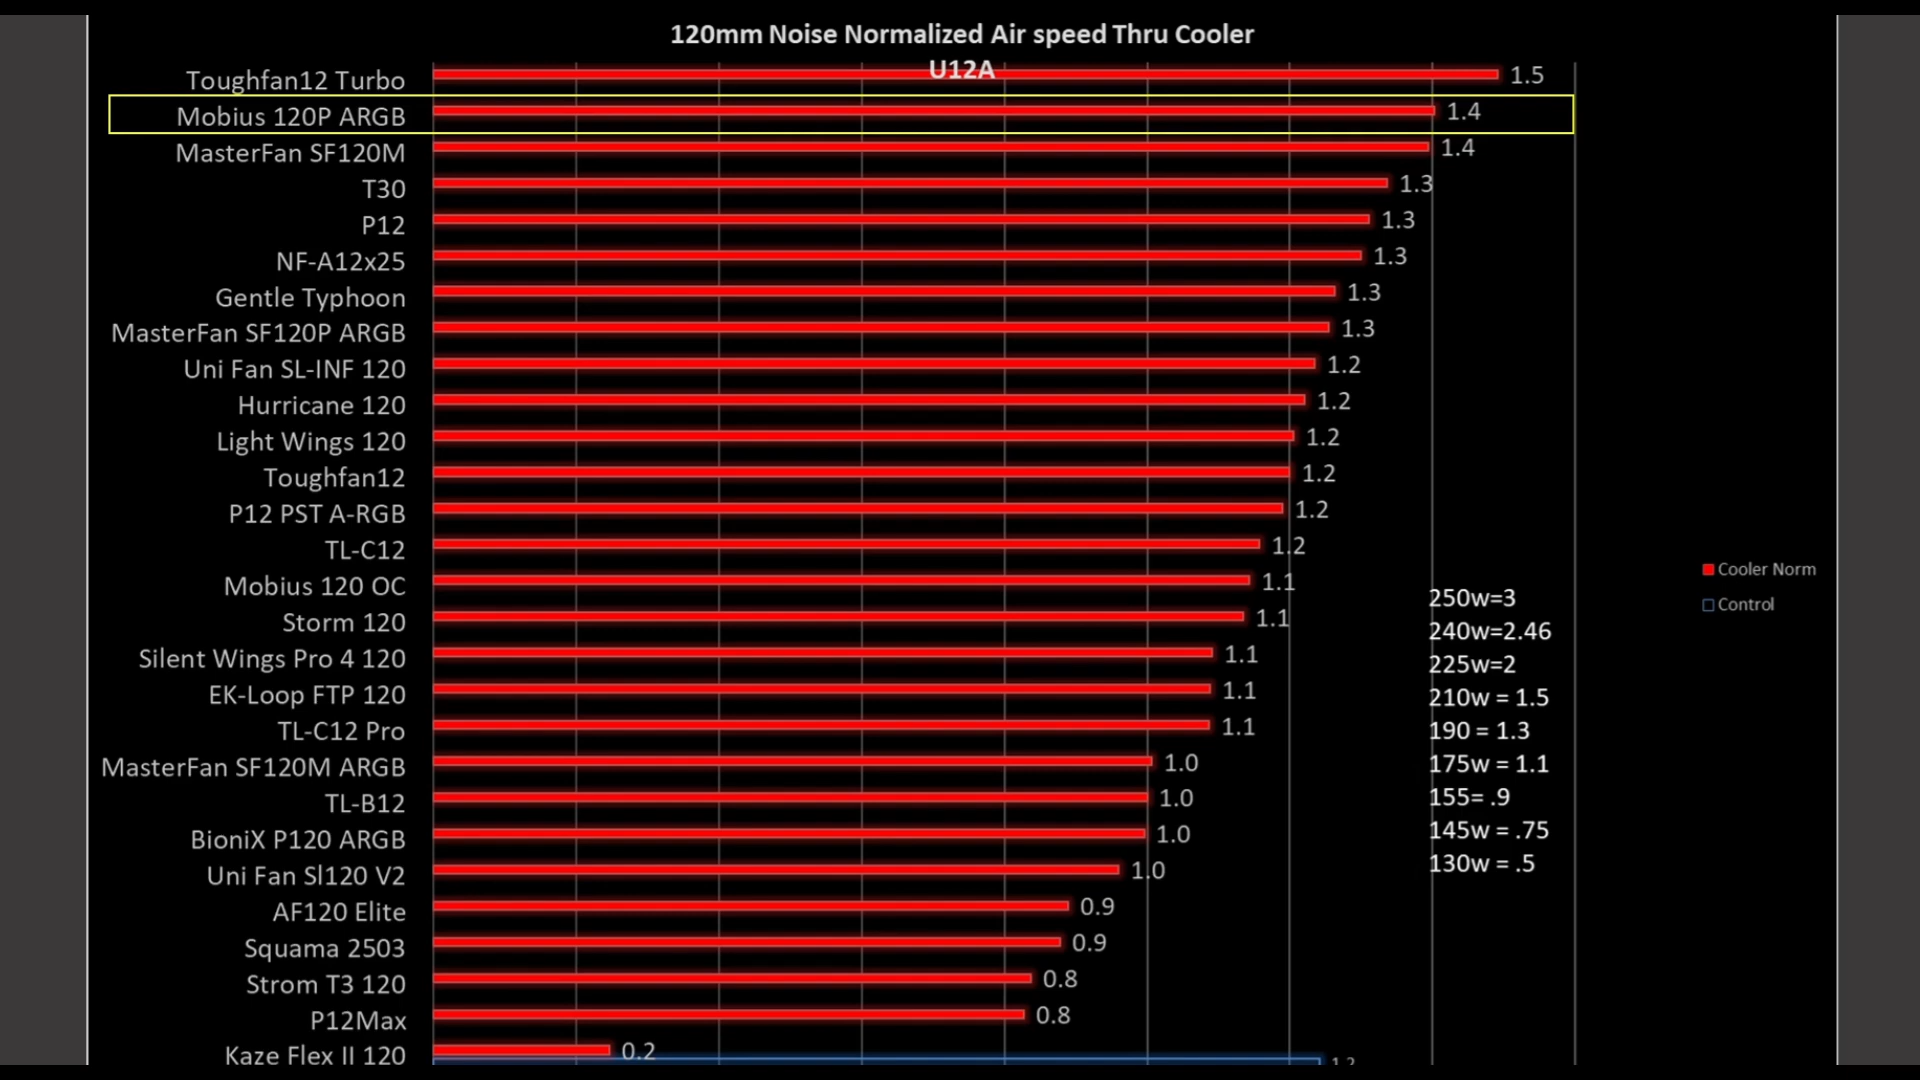 120mm Noise Normalized Air speed Thru Cooler
U12A
Toughfan12 Turbo 1.5
Mobius 120P ARGB 1.4
MasterFan SF120M 1.4
T30 1.3
P12 1.3
NF-A12x25 1.3
Gentle Typhoon 1.3
MasterFan SF120P ARGB 1.3
Uni Fan SL-INF 120 1.2
Hurricane 120 1.2
Light Wings 120 1.2
Toughfan12 1.2
P12 PST A-RGB 1.2
TL-C12 1.2
Mobius 120 OC 1.1
Storm 120 1.1
Silent Wings Pro 4 120 1.1
EK-Loop FTP 120 1.1
TL-C12 Pro 1.1
MasterFan SF120M ARGB 1.0
TL-B12 1.0
BioniX P120 ARGB 1.0
Uni Fan Sl120 V2 1.0
AF120 Elite 0.9
Squama 2503 0.9
Strom T3 120 0.8
P12Max 0.8
Kaze Flex II 120 0.2
1.2
250w=3
240w=2.46
225w=2
210w = 1.5
190 = 1.3
175w = 1.1
155= .9
145w = .75
130w = .5
Cooler Norm
Control